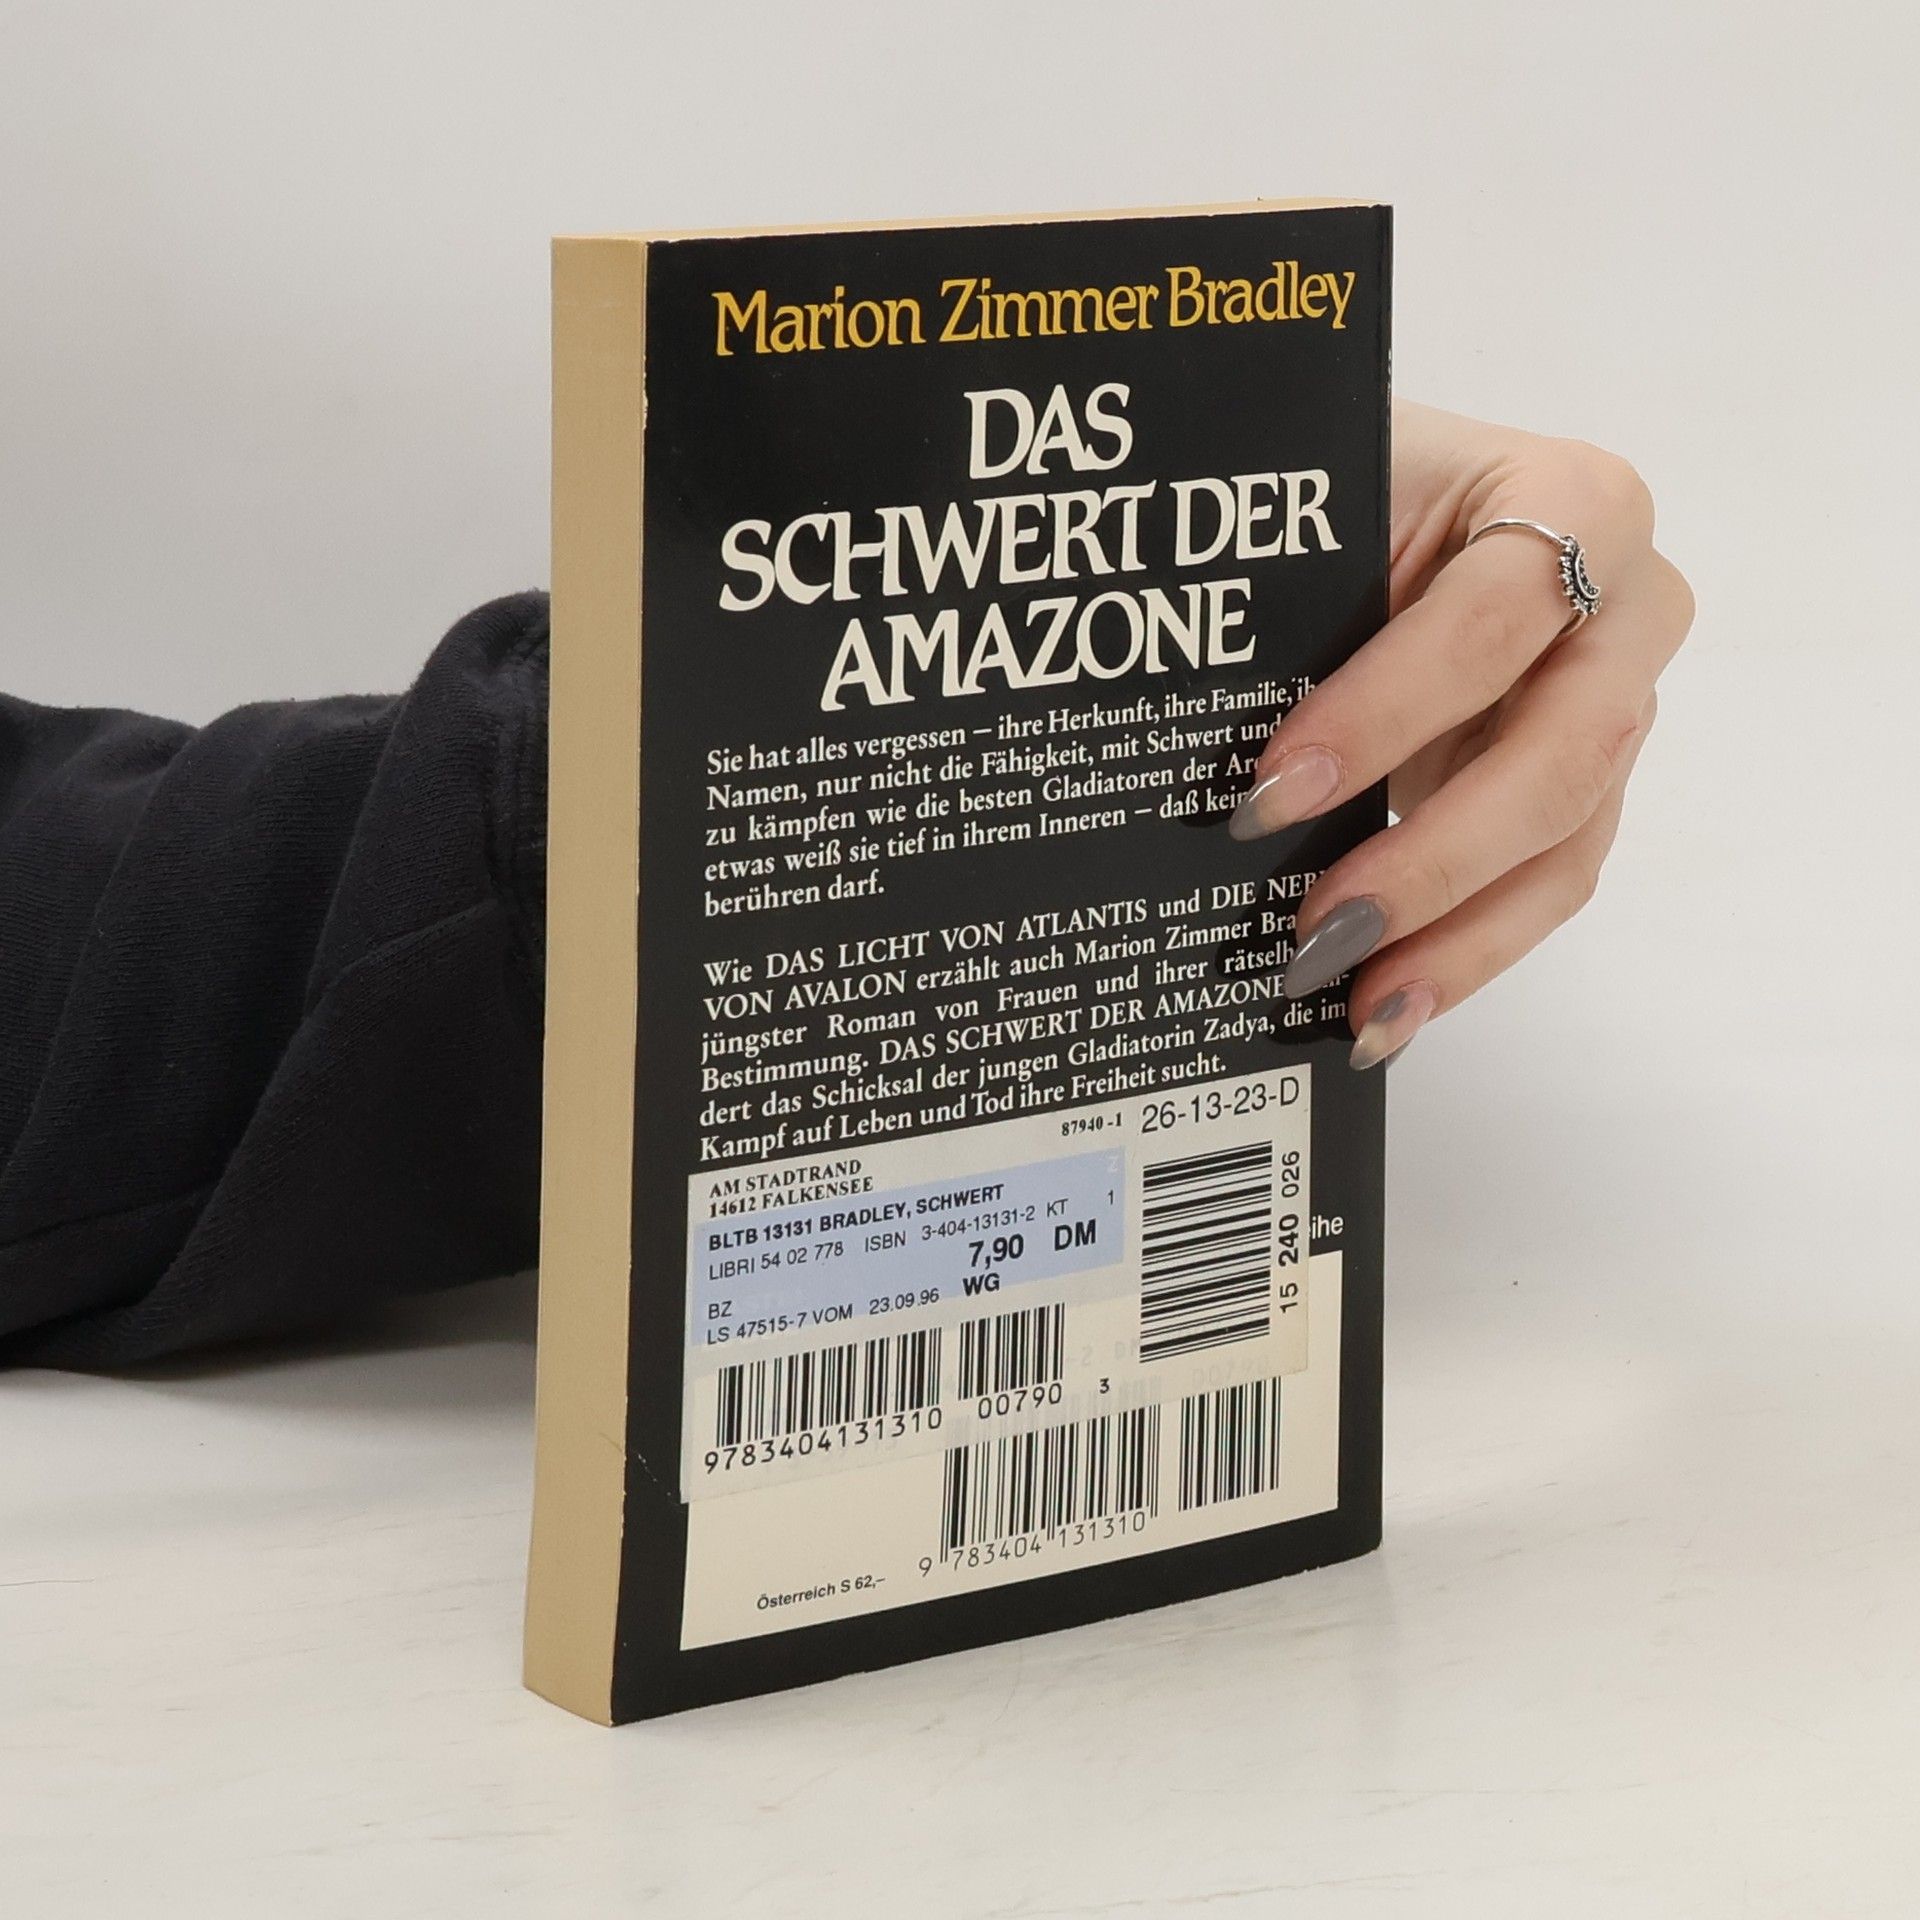 Marion Zimmer Bradley
DAS
SCHWERT DER
AMAZONE
Sie hat alles vergessen – ihre Herkunft, ihre Familie,
Namen, nur nicht die Fähigkeit, mit Schwert und
zu kämpfen wie die besten Gladiatoren der
etwas weiß sie tief in ihrem Inneren – daß
berühren darf.
Wie DAS LICHT VON ATLANTIS und DIE
VON AVALON erzählt auch Marion Zimmer
jüngster Roman von Frauen und ihrer
Bestimmung. DAS SCHWERT DER AMAZONE
dert das Schicksal der jungen Gladiatorin Zadya, die im
Kampf auf Leben und Tod ihre Freiheit sucht.
87940-1 26-13-23-D
AM STADTRAND
14612 FALKENSEE
Z
BLTB 13131 BRADLEY, SCHWERT
LIBRI 54 02 778 ISBN 3-404-13131-2 KT 1
7,90 DM
BZ WG
LS 47515-7 VOM 23.09.96
15 240 026
9783404131310 00790 3
9 783404 131310
Österreich S 62,–